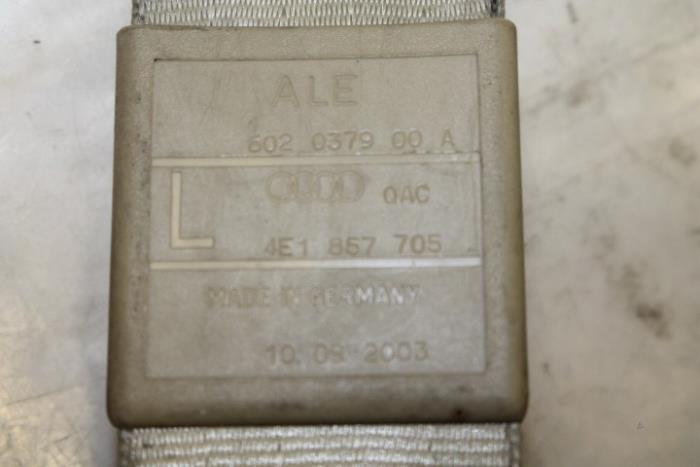 ALE
602 0379 00 A
L
QAC
4E1 857 705
MADE IN GERMANY
10. 09 2003